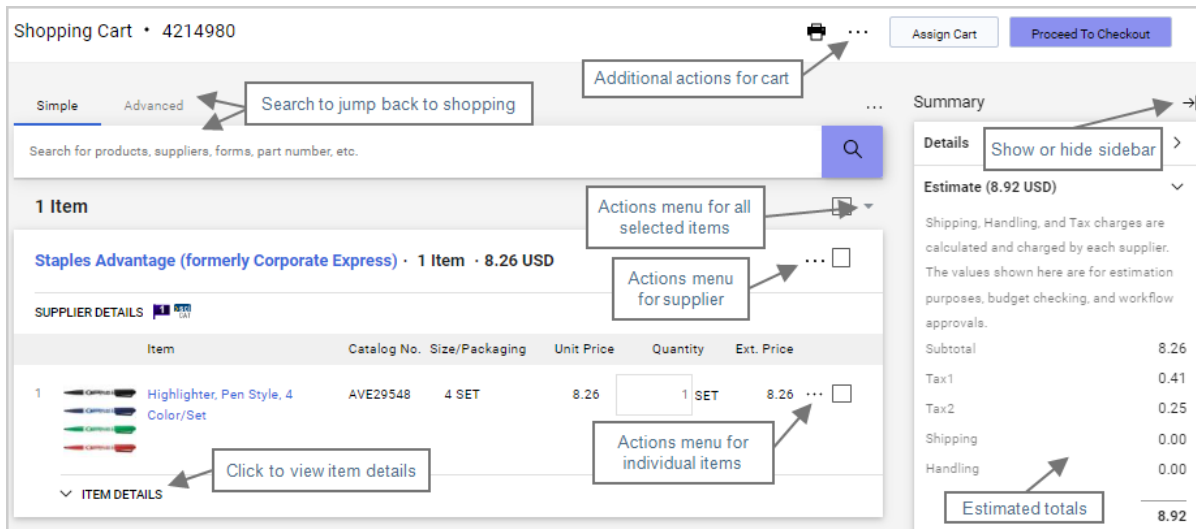 Shopping Cart • 4214980
Assign Cart
Proceed To Checkout
Additional actions for cart
Simple
Advanced
Search to jump back to shopping
Summary
Search for products, suppliers, forms, part number, etc.
Details
Show or hide sidebar
Estimate (8.92 USD)
1 Item
Actions menu for all
selected items
Shipping, Handling, and Tax charges are
calculated and charged by each supplier.
The values shown here are for estimation
purposes, budget checking, and workflow
approvals.
Staples Advantage (formerly Corporate Express) · 1 Item · 8.26 USD
Actions menu
for supplier
SUPPLIER DETAILS
Item Catalog No. Size/Packaging Unit Price Quantity Ext. Price
1 Highlighter, Pen Style, 4 AVE29548 4 SET 8.26 1 SET 8.26
Color/Set
Actions menu for
individual items
Click to view item details
ITEM DETAILS
Subtotal 8.26
Tax1 0.41
Tax2 0.25
Shipping 0.00
Handling 0.00
Estimated totals
8.92